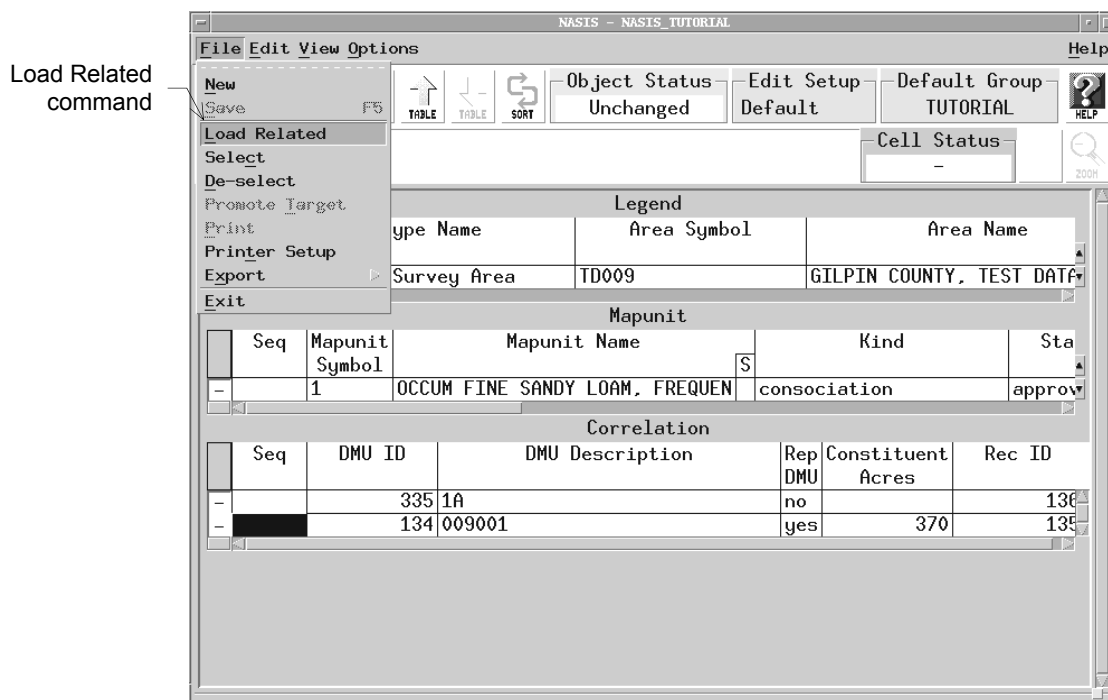 NASIS - NASIS_TUTORIAL
File Edit View Options Help
Load Related
command
New
Save F5
Load Related
Select
De-select
Promote Target
Print
Printer Setup
Export
Exit
TABLE TABLE SORT
Object Status
Unchanged
Edit Setup
Default
Default Group
TUTORIAL
HELP
Cell Status
-
ZOOM
Legend
ype Name Area Symbol Area Name
Survey Area TD009 GILPIN COUNTY, TEST DATA
Mapunit
Seq Mapunit Symbol Mapunit Name S Kind Sta
- 1 OCCUM FINE SANDY LOAM, FREQUEN consociation approv
Correlation
Seq DMU ID DMU Description Rep DMU Constituent Acres Rec ID
- 335 1A no 136
- 134 009001 yes 370 135